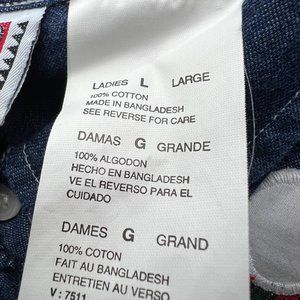 LADIES L LARGE
100% COTTON
MADE IN BANGLADESH
SEE REVERSE FOR CARE
DAMAS G GRANDE
100% ALGODON
HECHO EN BANGLADESH
VE EL REVERSO PARA EL
CUIDADO
DAMES G GRAND
100% COTON
FAIT AU BANGLADESH
ENTRETIEN AU VERSO
V: 7511